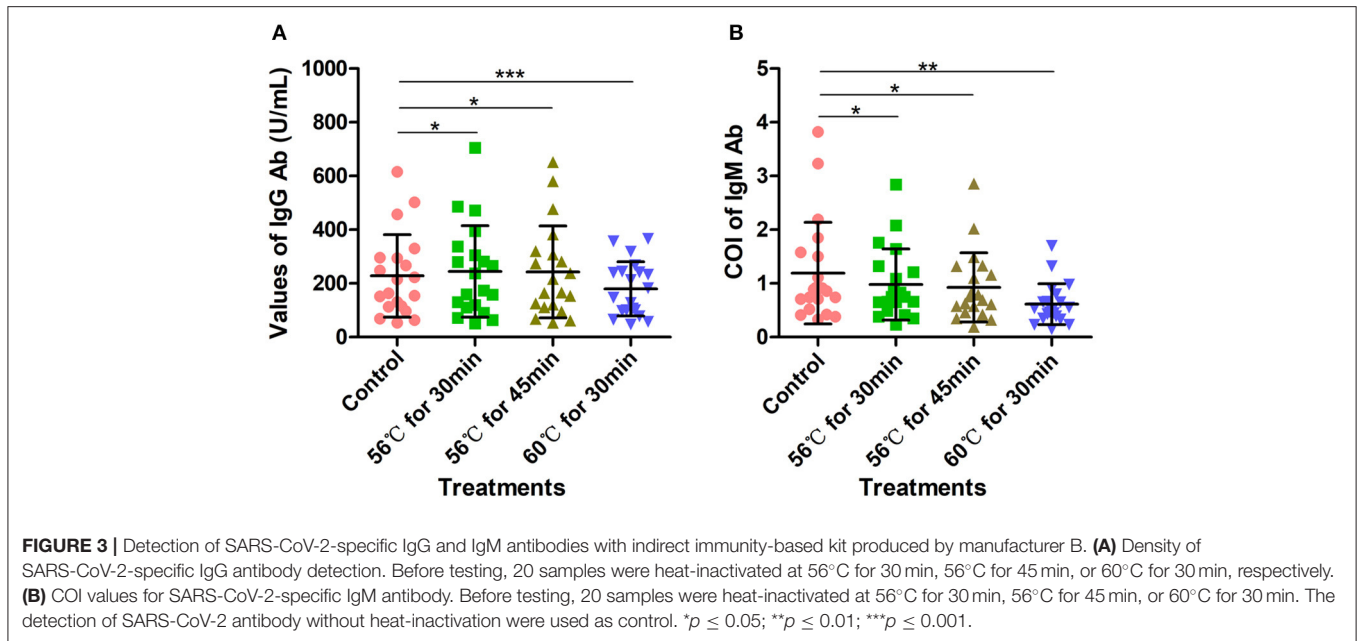 A
1000
800
600
400
200
0
Values of IgG Ab (U/mL)
***
*
*
Control
56℃ for 30min
56℃ for 45min
60℃ for 30min
Treatments
B
5
4
3
2
1
0
COI of IgM Ab
**
*
*
Control
56℃ for 30min
56℃ for 45min
60℃ for 30min
Treatments
FIGURE 3 | Detection of SARS-CoV-2-specific IgG and IgM antibodies with indirect immunity-based kit produced by manufacturer B. (A) Density of
SARS-CoV-2-specific IgG antibody detection. Before testing, 20 samples were heat-inactivated at 56°C for 30 min, 56°C for 45 min, or 60°C for 30 min, respectively.
(B) COI values for SARS-CoV-2-specific IgM antibody. Before testing, 20 samples were heat-inactivated at 56°C for 30 min, 56°C for 45 min, or 60°C for 30 min. The
detection of SARS-CoV-2 antibody without heat-inactivation were used as control. *p ≤ 0.05; **p ≤ 0.01; ***p ≤ 0.001.